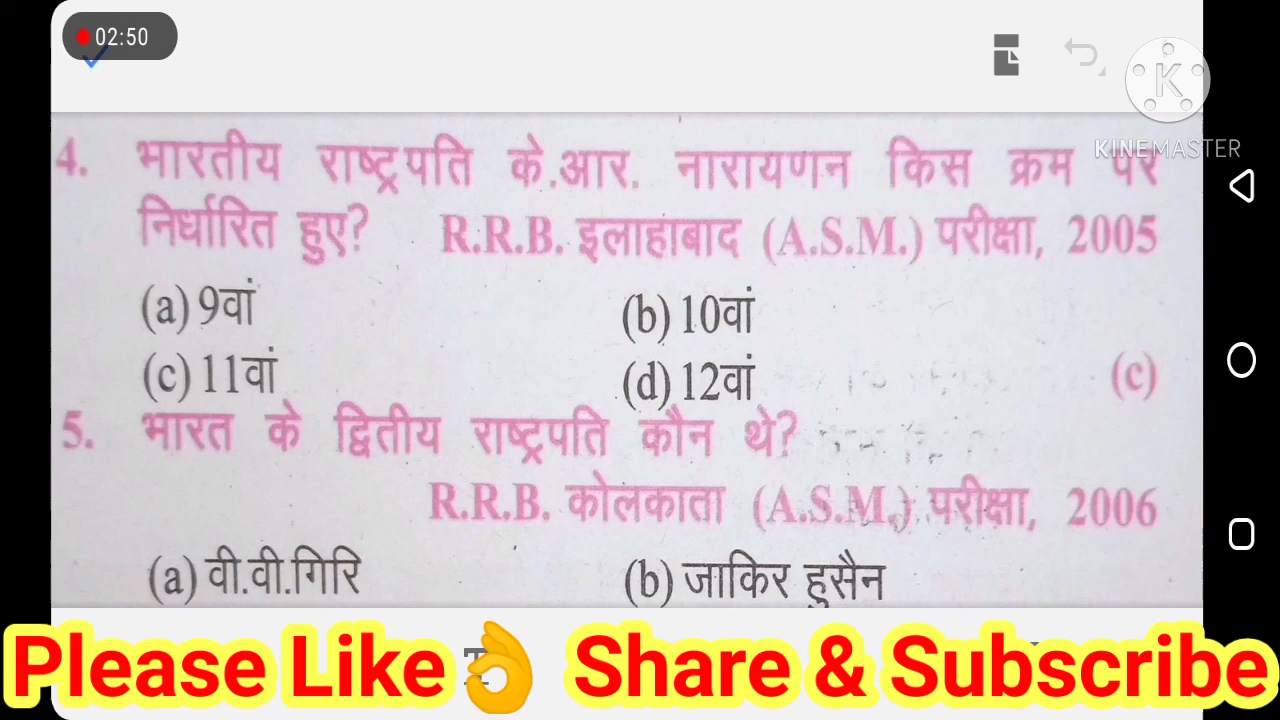 02:50
KINEMASTER
4. भारतीय राष्ट्रपति के.आर. नारायणन किस क्रम पर
निर्धारित हुए? R.R.B. इलाहाबाद (A.S.M.) परीक्षा, 2005
(a) 9वां (b) 10वां
(c) 11वां (d) 12वां (c)
5. भारत के द्वितीय राष्ट्रपति कौन थे?
R.R.B. कोलकाता (A.S.M.) परीक्षा, 2006
(a) वी.वी.गिरि (b) जाकिर हुसैन
Please Like👌 Share & Subscribe